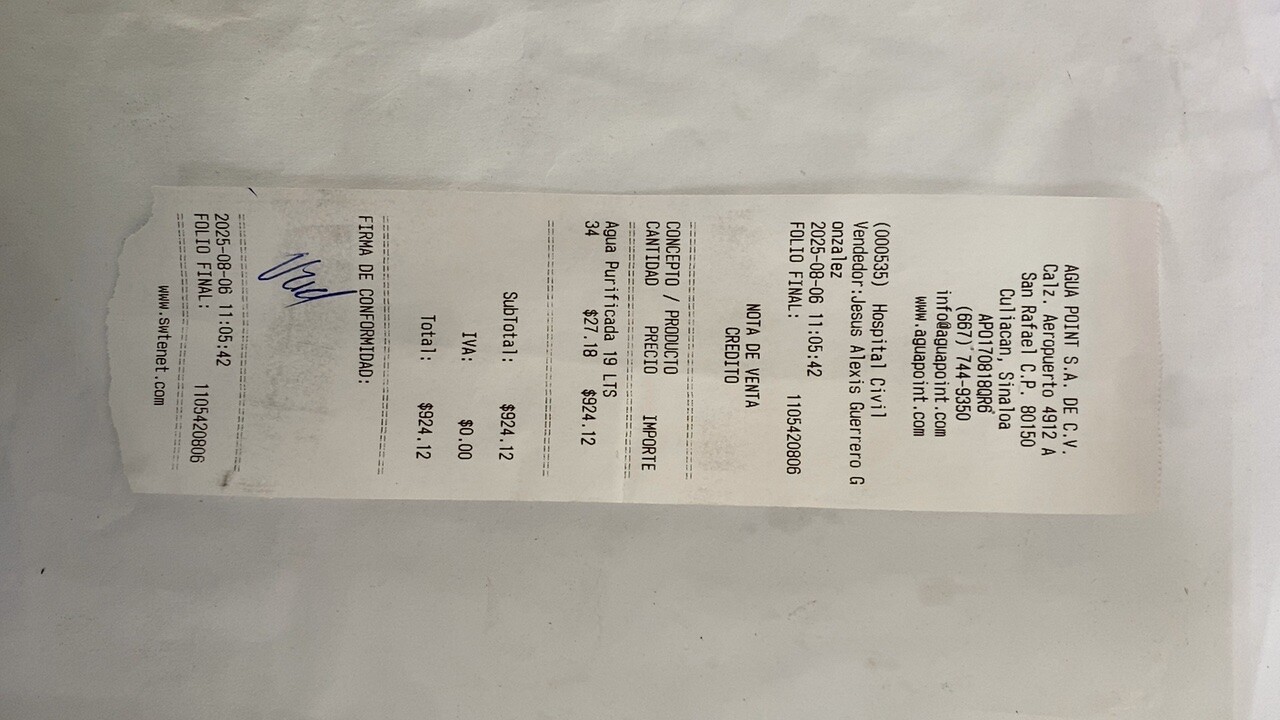 AGUA POINT S.A. DE C.V.
Calz. Aeropuerto 4912 A
San Rafael C.P. 80150
Culiacan, Sinaloa
APO170818QR6
(667) 744-9350
info@aguapoint.com
www.aguapoint.com
(000535) Hospital Civil
Vendedor:Jesus Alexis Guerrero G
onzalez
2025-08-06 11:05:42
FOLIO FINAL: 1105420806
NOTA DE VENTA
CREDITO
CONCEPTO / PRODUCTO
CANTIDAD PRECIO IMPORTE
Agua Purificada 19 LTS
34 $27.18 $924.12
SubTotal: $924.12
IVA: $0.00
Total: $924.12
FIRMA DE CONFORMIDAD:
2025-08-06 11:05:42
FOLIO FINAL: 1105420806
www.swtenet.com